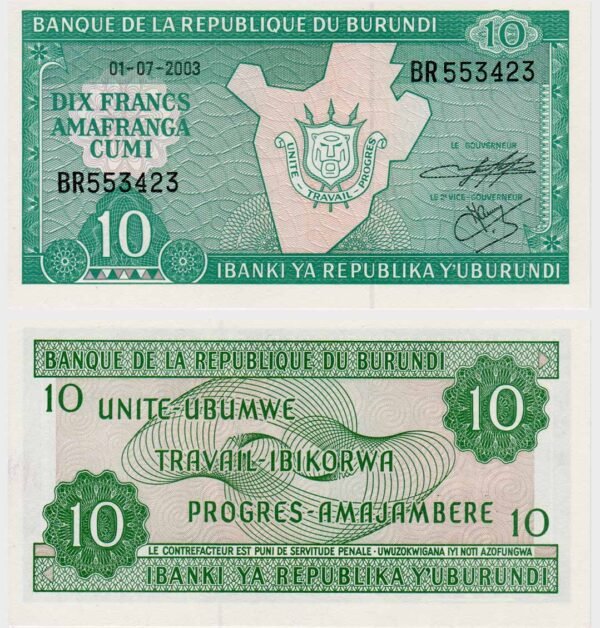 BANQUE DE LA REPUBLIQUE DU BURUNDI
10
01-07-2003
BR553423
DIX FRANCS
AMAFRANGA
CUMI
BR553423
UNITE - TRAVAIL - PROGRES
LE GOUVERNEUR
LE 2e VICE-GOUVERNEUR
10
IBANKI YA REPUBLIKA Y'UBURUNDI
BANQUE DE LA REPUBLIQUE DU BURUNDI
10
10
UNITE-UBUMWE
TRAVAIL-IBIKORWA
PROGRES-AMAJAMBERE
10
10
LE CONTREFACTEUR EST PUNI DE SERVITUDE PENALE · UWUZOKWIGANA IYI NOTI AZOFUNGWA
IBANKI YA REPUBLIKA Y'UBURUNDI